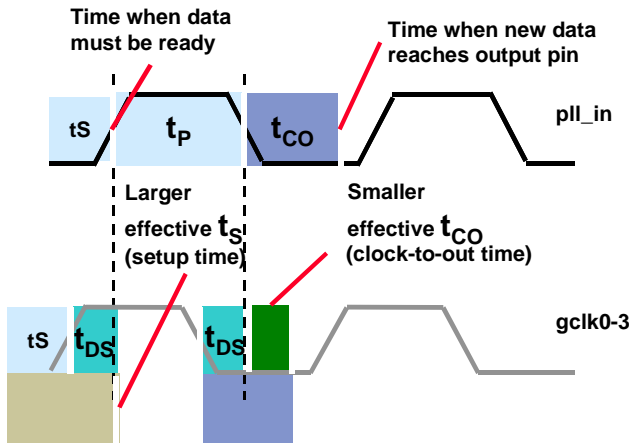 Time when data
must be ready
Time when new data
reaches output pin
tS
tP
tCO
pll_in
Larger
effective tS
(setup time)
Smaller
effective tCO
(clock-to-out time)
tS
tDS
tDS
gclk0-3